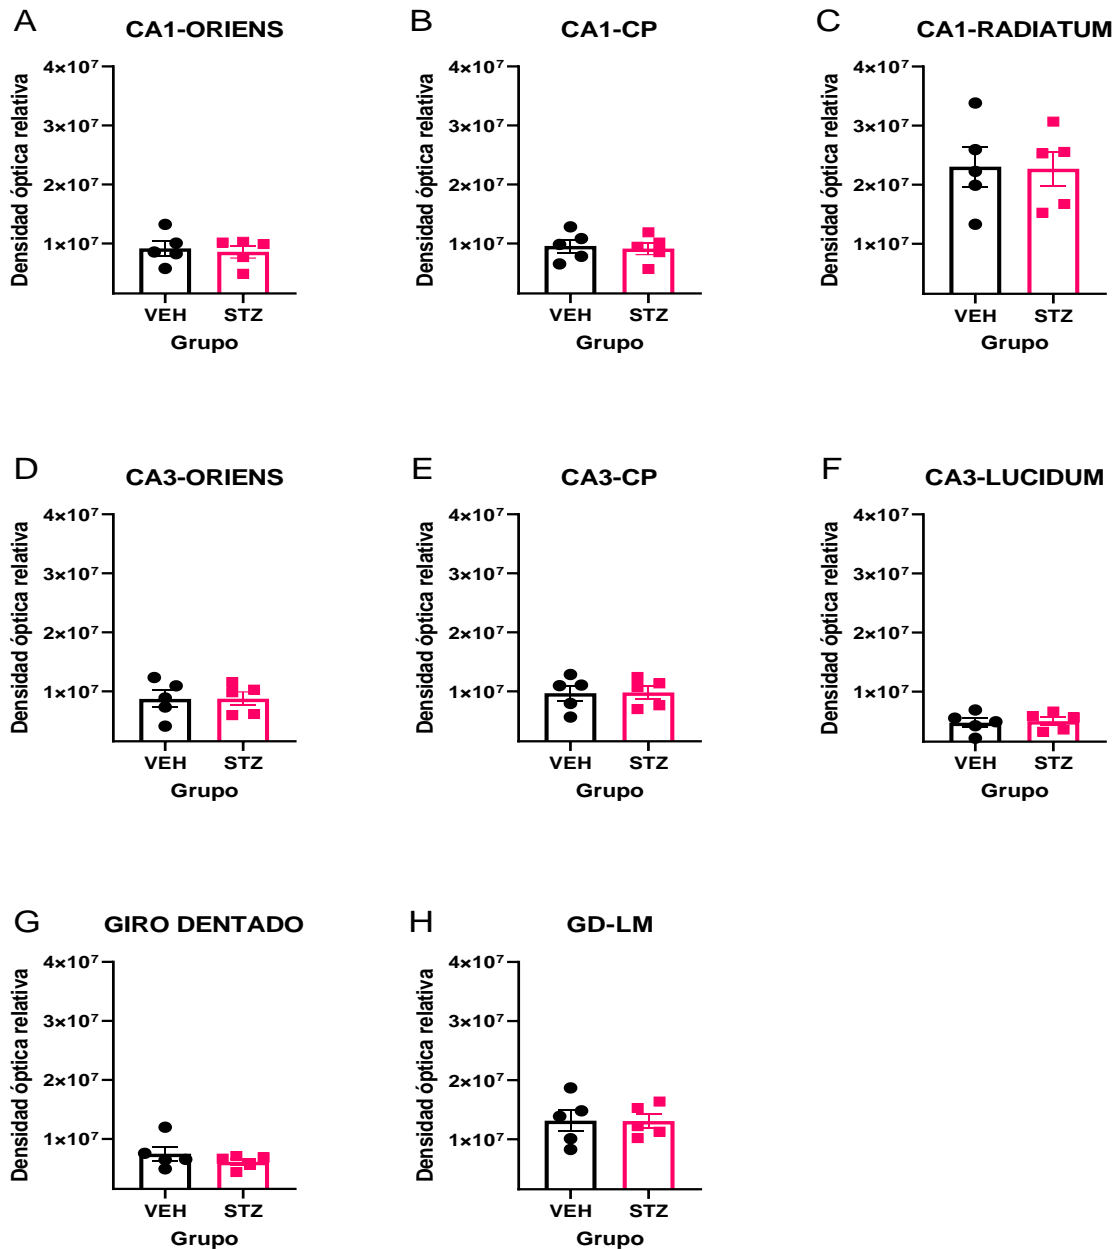 A
CA1-ORIENS
Densidad óptica relativa
4×10⁷
3×10⁷
2×10⁷
1×10⁷
VEH STZ
Grupo
B
CA1-CP
Densidad óptica relativa
4×10⁷
3×10⁷
2×10⁷
1×10⁷
VEH STZ
Grupo
C
CA1-RADIATUM
Densidad óptica relativa
4×10⁷
3×10⁷
2×10⁷
1×10⁷
VEH STZ
Grupo
D
CA3-ORIENS
Densidad óptica relativa
4×10⁷
3×10⁷
2×10⁷
1×10⁷
VEH STZ
Grupo
E
CA3-CP
Densidad óptica relativa
4×10⁷
3×10⁷
2×10⁷
1×10⁷
VEH STZ
Grupo
F
CA3-LUCIDUM
Densidad óptica relativa
4×10⁷
3×10⁷
2×10⁷
1×10⁷
VEH STZ
Grupo
G
GIRO DENTADO
Densidad óptica relativa
4×10⁷
3×10⁷
2×10⁷
1×10⁷
VEH STZ
Grupo
H
GD-LM
Densidad óptica relativa
4×10⁷
3×10⁷
2×10⁷
1×10⁷
VEH STZ
Grupo